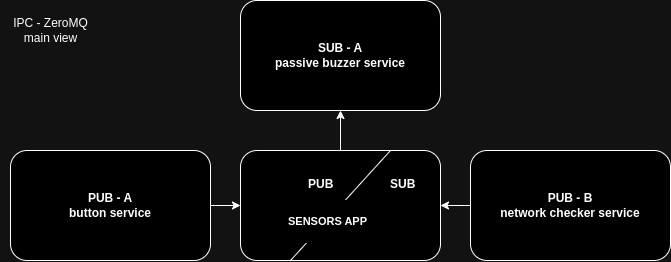 IPC - ZeroMQ
main view
SUB - A
passive buzzer service
PUB - A
button service
PUB
SUB
SENSORS APP
PUB - B
network checker service